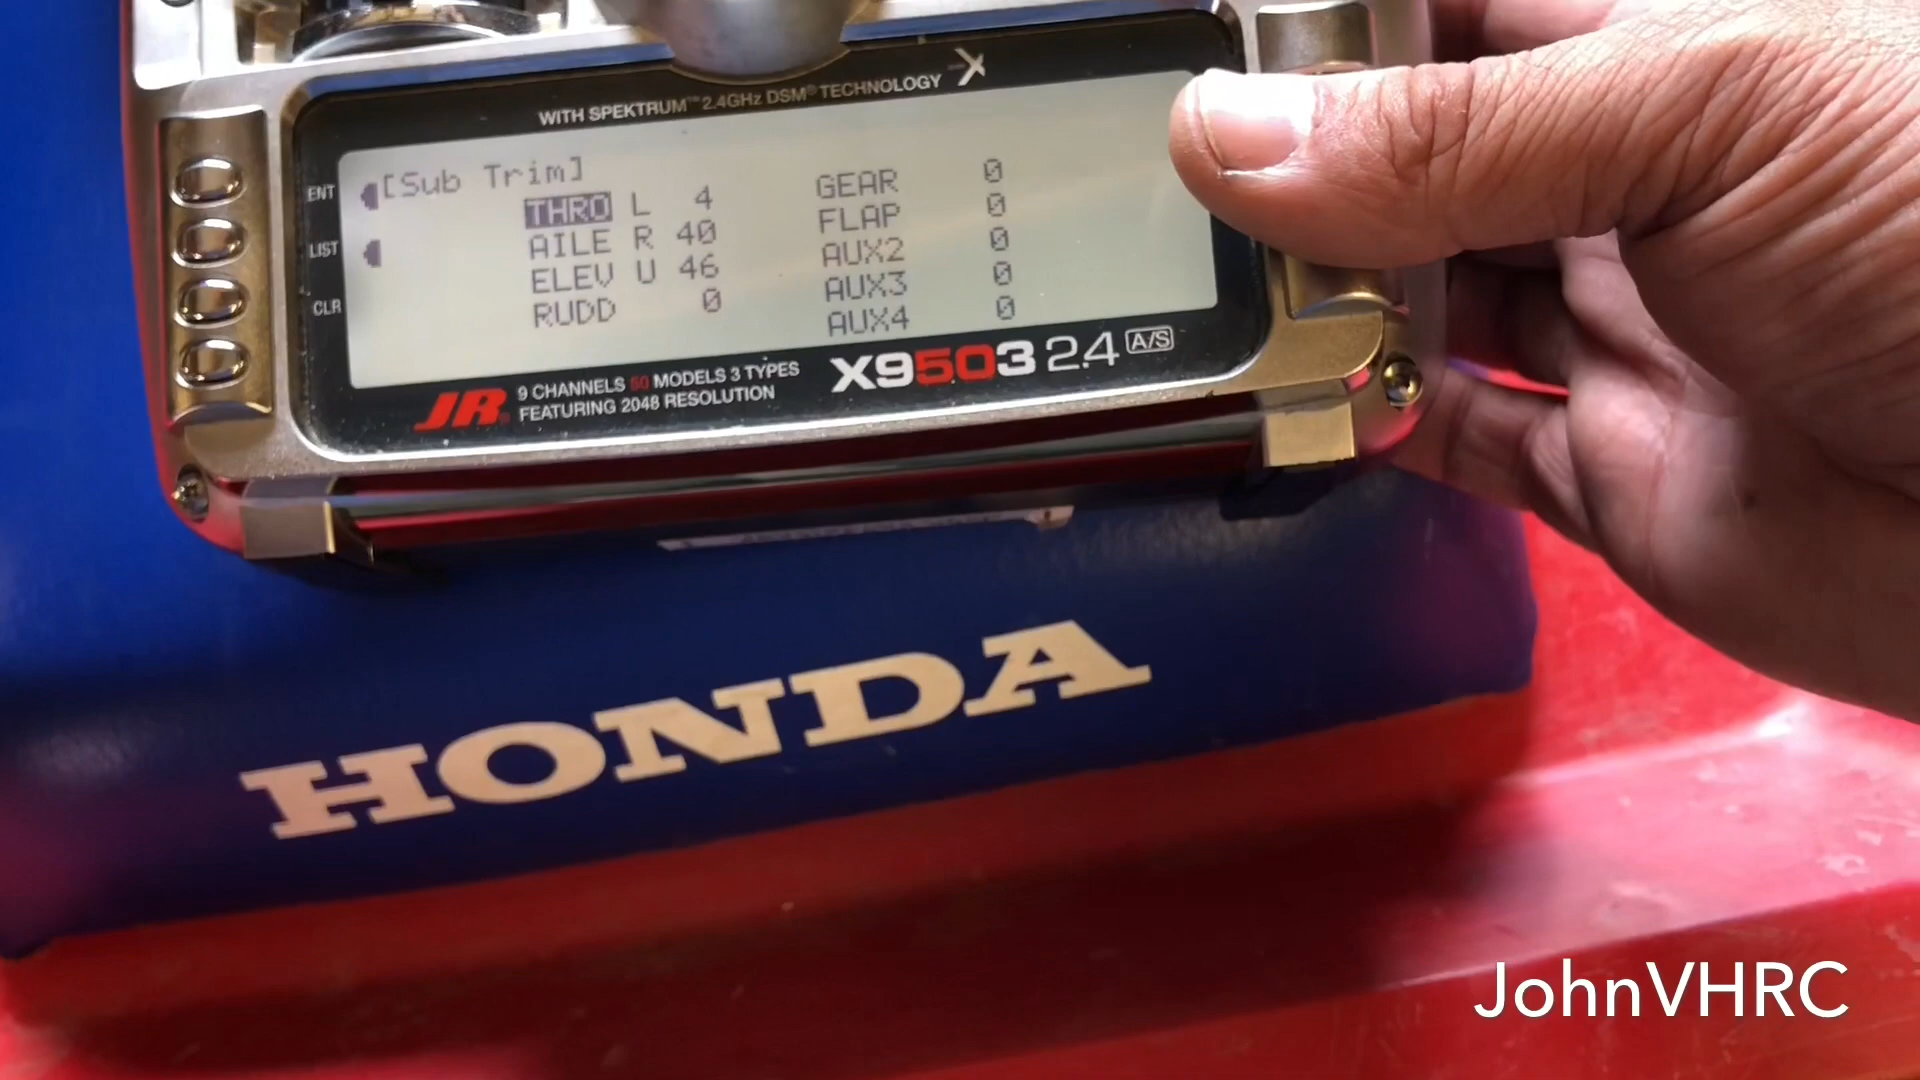 WITH SPEKTRUM™ 2.4GHz DSM® TECHNOLOGY X
ENT
LIST
CLR
[Sub Trim]
THRO L 4
AILE R 40
ELEV U 46
RUDD 0
GEAR 0
FLAP 0
AUX2 0
AUX3 0
AUX4 0
JR® 9 CHANNELS 50 MODELS 3 TYPES
FEATURING 2048 RESOLUTION
X9503 2.4 A/S
HONDA
JohnVHRC